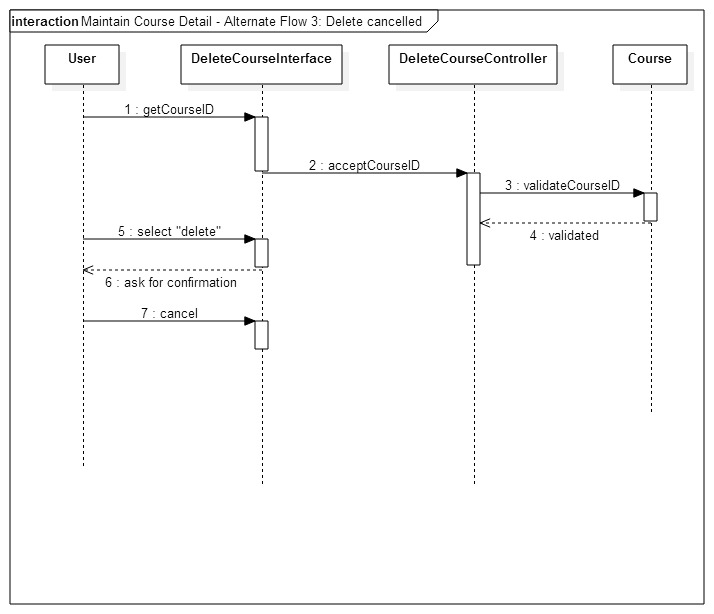 interaction Maintain Course Detail - Alternate Flow 3: Delete cancelled
User
DeleteCourseInterface
DeleteCourseController
Course
1 : getCourseID
2 : acceptCourseID
3 : validateCourseID
4 : validated
5 : select "delete"
6 : ask for confirmation
7 : cancel